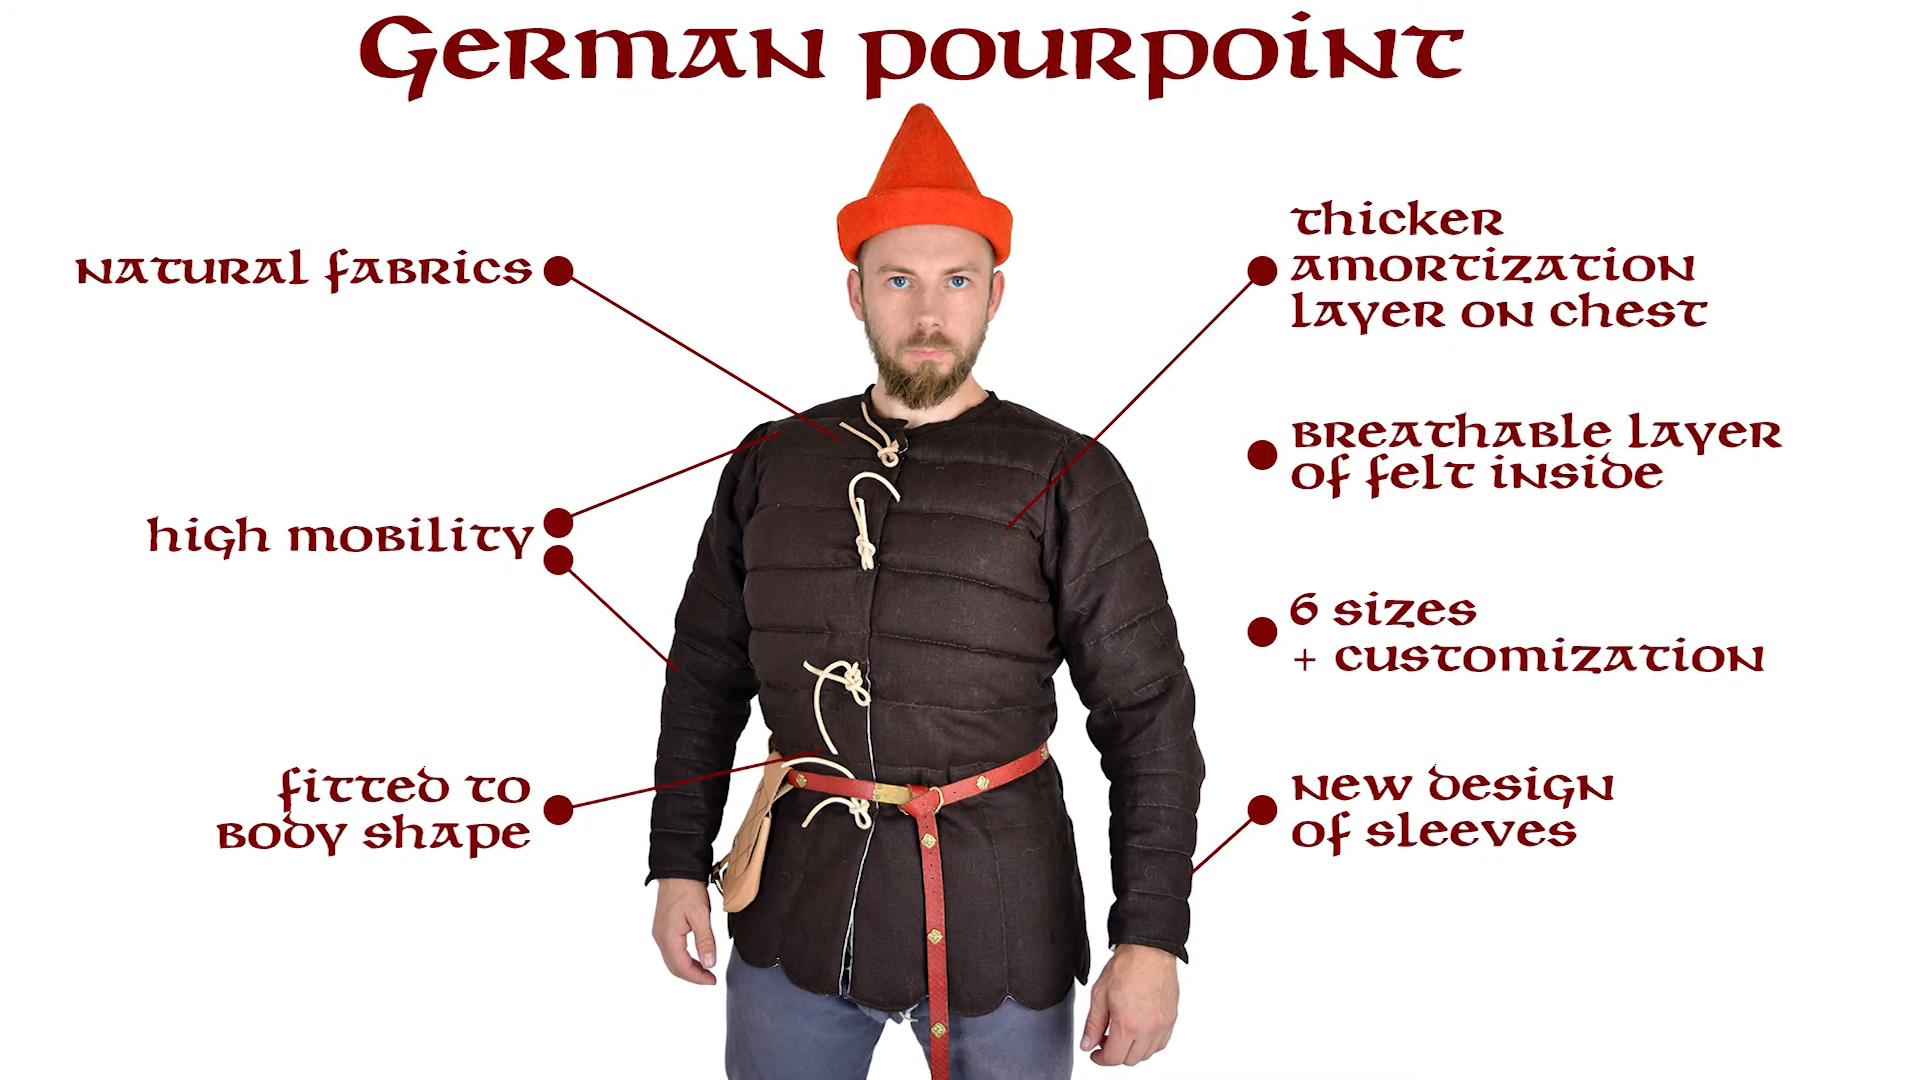 German pourpoint
natural fabrics
high mobility
fitted to
body shape
thicker
amortization
layer on chest
breathable layer
of felt inside
6 sizes
+ customization
new design
of sleeves